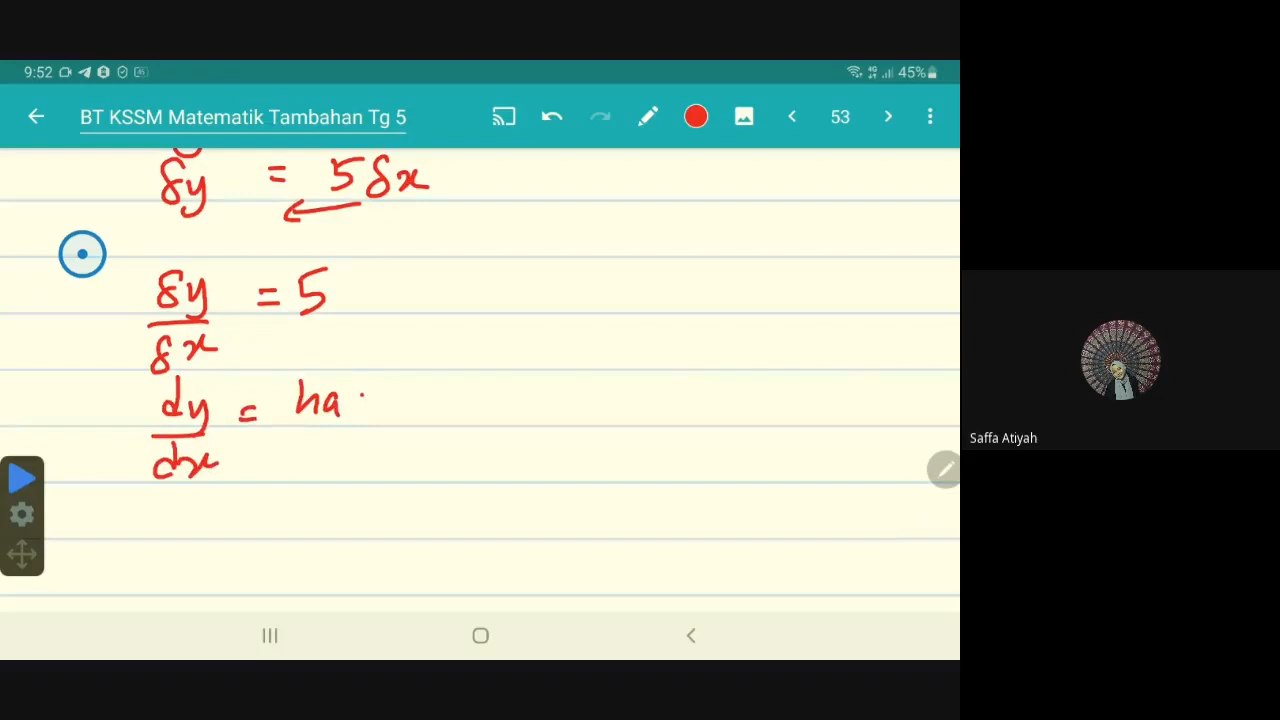 9:52 45%
BT KSSM Matematik Tambahan Tg 5 53
δy = 5δx
δy = 5
δx
dy = ha
dx
Saffa Atiyah